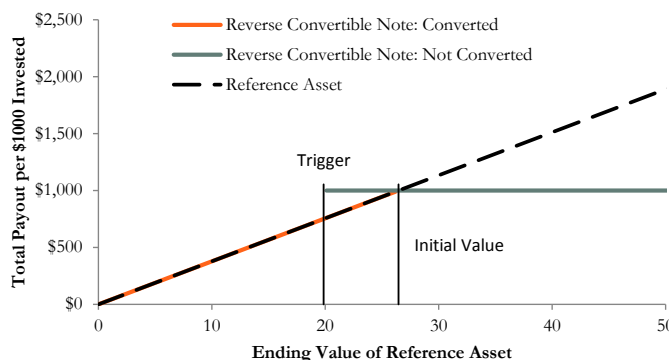 $2,500
Reverse Convertible Note: Converted
Reverse Convertible Note: Not Converted
$2,000
Reference Asset
$1,500
Trigger
$1,000
$500
Initial Value
$0
0 10 20 30 40 50
Total Payout per $1000 Invested
Ending Value of Reference Asset